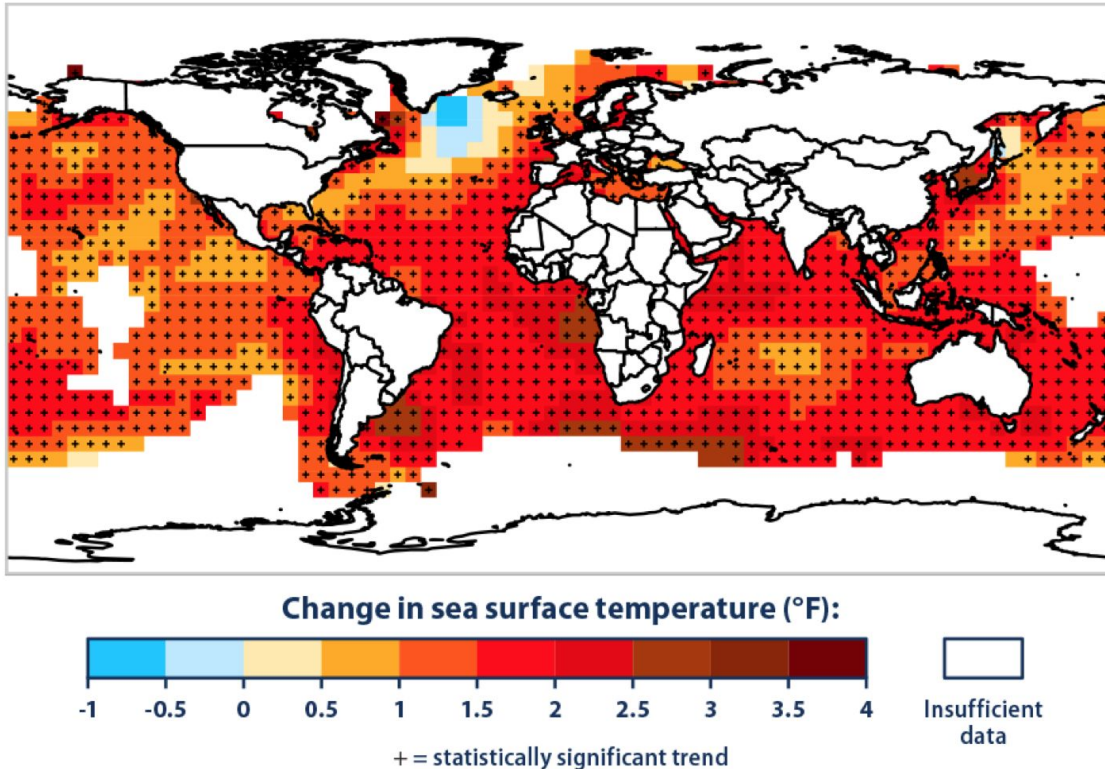 Change in sea surface temperature (°F):
-1 -0.5 0 0.5 1 1.5 2 2.5 3 3.5 4
Insufficient
data
+ = statistically significant trend